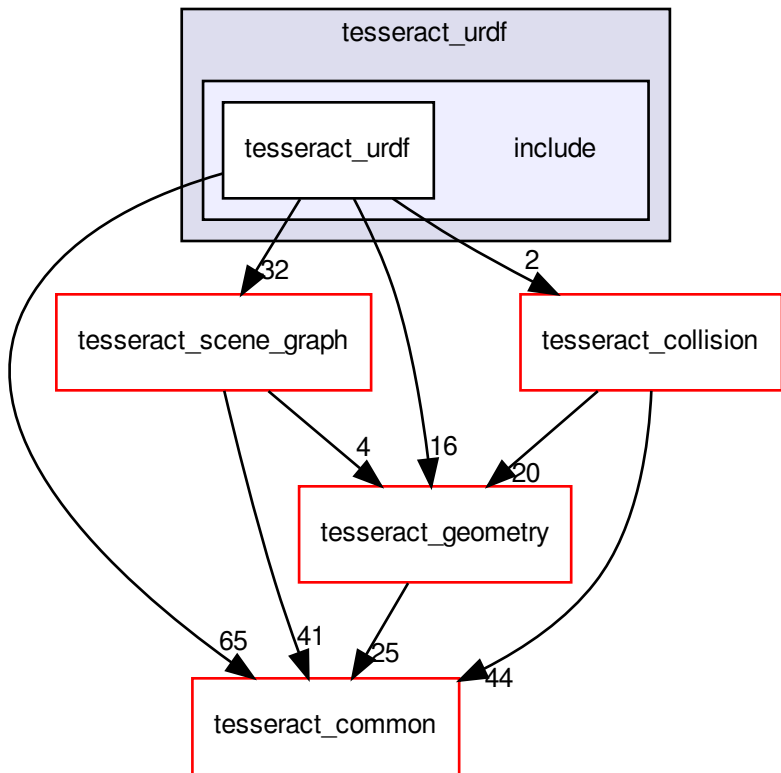 tesseract_urdf
tesseract_urdf
include
32
2
tesseract_scene_graph
tesseract_collision
4
16
20
tesseract_geometry
65
41
25
44
tesseract_common